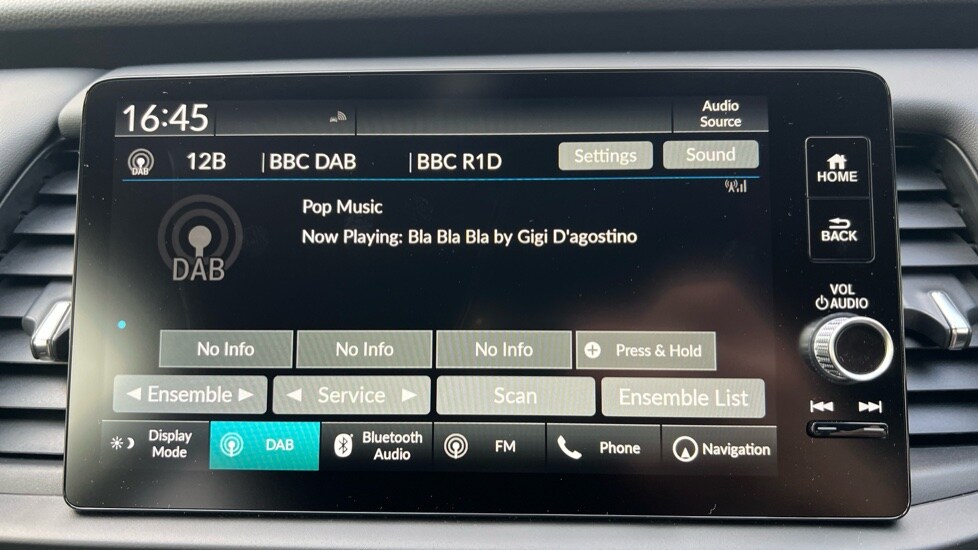 16:45
Audio
Source
DAB 12B |BBC DAB |BBC R1D Settings Sound
HOME
DAB
Pop Music
Now Playing: Bla Bla Bla by Gigi D'agostino
BACK
VOL
AUDIO
No Info No Info No Info Press & Hold
Ensemble Service Scan Ensemble List
Display
Mode
DAB
Bluetooth
Audio
FM
Phone
Navigation